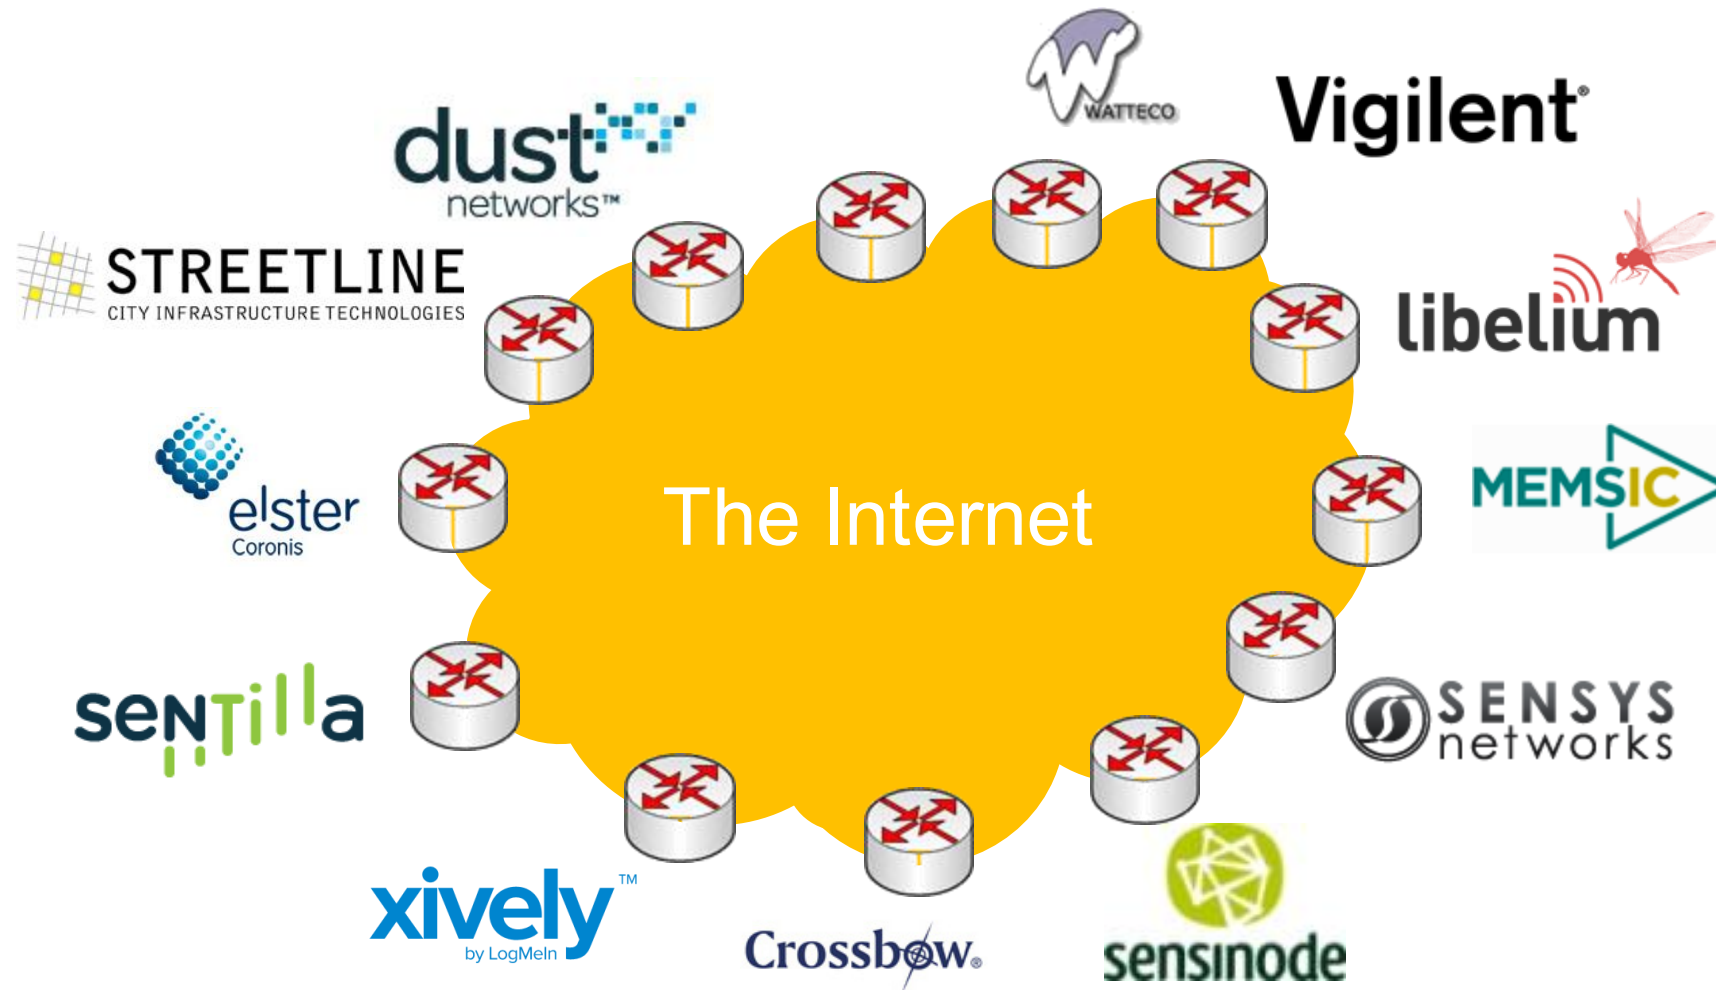 WATTECO
Vigilent®
dust
networks™
STREETLINE
CITY INFRASTRUCTURE TECHNOLOGIES
libelium
elster
Coronis
The Internet
MEMSIC
sentilla
SENSYS
networks
xively™
by LogMeIn
Crossbow®
sensinode